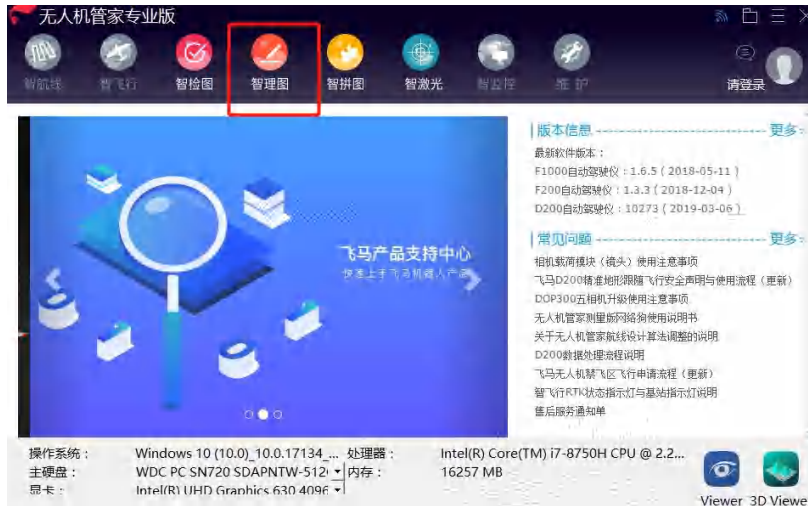 无人机管家专业版
智航线 智飞行 智检图 智理图 智拼图 智激光 智监控 维护 请登录
版本信息 更多
最新软件版本：
F1000自动驾驶仪：1.6.5 ( 2018-05-11 )
F200自动驾驶仪：1.3.3 ( 2018-12-04 )
D200自动驾驶仪：10273 ( 2019-03-06 )
飞马产品支持中心
快速上手飞马机器人产品
常见问题 更多
相机载荷模块（镜头）使用注意事项
飞马D200精准地形跟随飞行安全声明与使用流程（更新）
DOP300五相机升级使用注意事项
无人机管家测量版网络狗使用说明书
关于无人机管家航线设计算法调整的说明
D200数据处理流程说明
飞马无人机禁飞区飞行申请流程（更新）
智飞行RTK状态指示灯与基站指示灯说明
售后服务通知单
操作系统： Windows 10 (10.0)_10.0.17134_... 处理器： Intel(R) Core(TM) i7-8750H CPU @ 2.2...
主硬盘： WDC PC SN720 SDAPNTW-512 内存： 16257 MB
显卡： Intel(R) UHD Graphics 630 4096
Viewer 3D Viewe